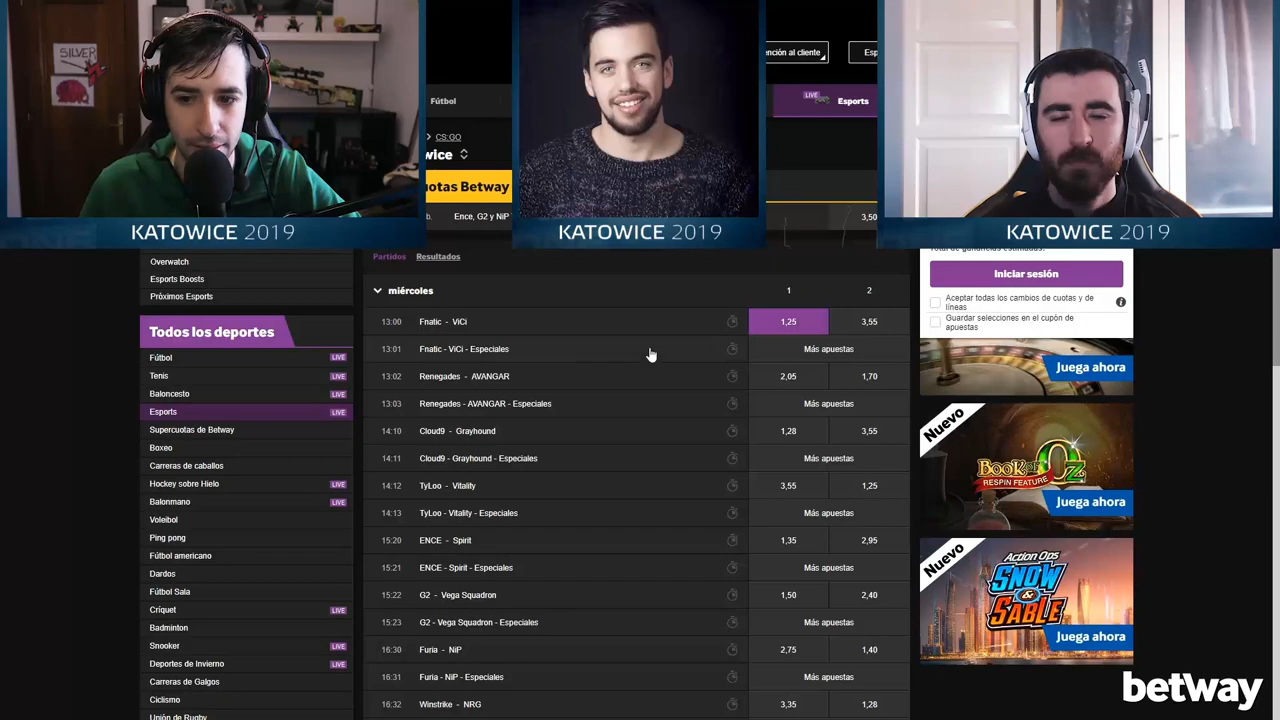 SILVER
KATOWICE 2019
KATOWICE 2019
KATOWICE 2019
ención al cliente
Esp
Fútbol
LIVE
Esports
> CS:GO
wice
uotas Betway
b. Ence, G2 y NiP
3,50
Overwatch
Esports Boosts
Próximos Esports
Todos los deportes
Fútbol LIVE
Tenis LIVE
Baloncesto LIVE
Esports LIVE
Supercuotas de Betway
Boxeo
Carreras de caballos
Hockey sobre Hielo LIVE
Balonmano LIVE
Voleibol
Ping pong
Fútbol americano
Dardos
Fútbol Sala
Críquet LIVE
Badminton
Snooker LIVE
Deportes de Invierno LIVE
Carreras de Galgos
Ciclismo
Unión de Rugby
Partidos Resultados
miércoles 1 2
13:00 Fnatic - ViCi 1,25 3,55
13:01 Fnatic - ViCi - Especiales Más apuestas
13:02 Renegades - AVANGAR 2,05 1,70
13:03 Renegades - AVANGAR - Especiales Más apuestas
14:10 Cloud9 - Grayhound 1,28 3,55
14:11 Cloud9 - Grayhound - Especiales Más apuestas
14:12 TyLoo - Vitality 3,55 1,25
14:13 TyLoo - Vitality - Especiales Más apuestas
15:20 ENCE - Spirit 1,35 2,95
15:21 ENCE - Spirit - Especiales Más apuestas
15:22 G2 - Vega Squadron 1,50 2,40
15:23 G2 - Vega Squadron - Especiales Más apuestas
16:30 Furia - NiP 2,75 1,40
16:31 Furia - NiP - Especiales Más apuestas
16:32 Winstrike - NRG 3,35 1,28
Iniciar sesión
Aceptar todas los cambios de cuotas y de
líneas
Guardar selecciones en el cupón de
apuestas
Juega ahora
Nuevo
BOOK OF OZ
RESPIN FEATURE
Juega ahora
Nuevo
Action Ops
SNOW
&
SABLE
Juega ahora
betway